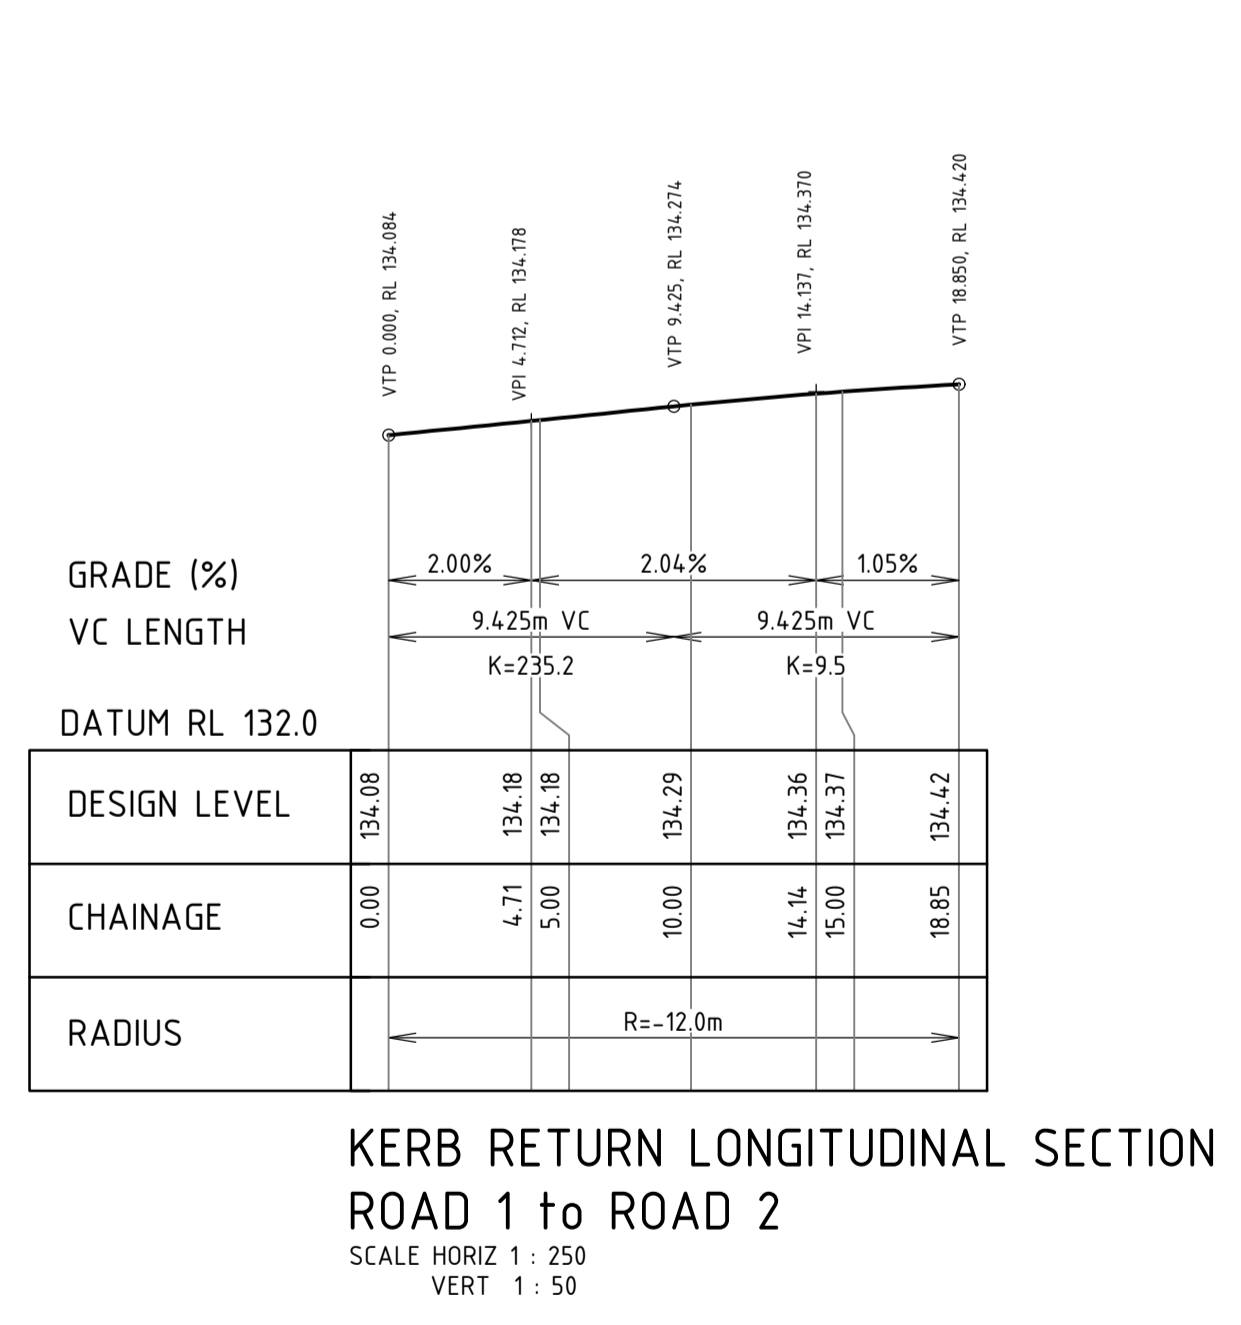 VTP 0.000, RL 134.084
VPI 4.712, RL 134.178
VTP 9.425, RL 134.274
VPI 14.137, RL 134.370
VTP 18.850, RL 134.420
GRADE (%) 2.00% 2.04% 1.05%
VC LENGTH 9.425m VC 9.425m VC
K=235.2 K=9.5
DATUM RL 132.0
DESIGN LEVEL 134.08 134.18 134.18 134.29 134.36 134.37 134.42
CHAINAGE 0.00 4.71 5.00 10.00 14.14 15.00 18.85
RADIUS R=-12.0m
KERB RETURN LONGITUDINAL SECTION
ROAD 1 to ROAD 2
SCALE HORIZ 1 : 250
VERT 1 : 50